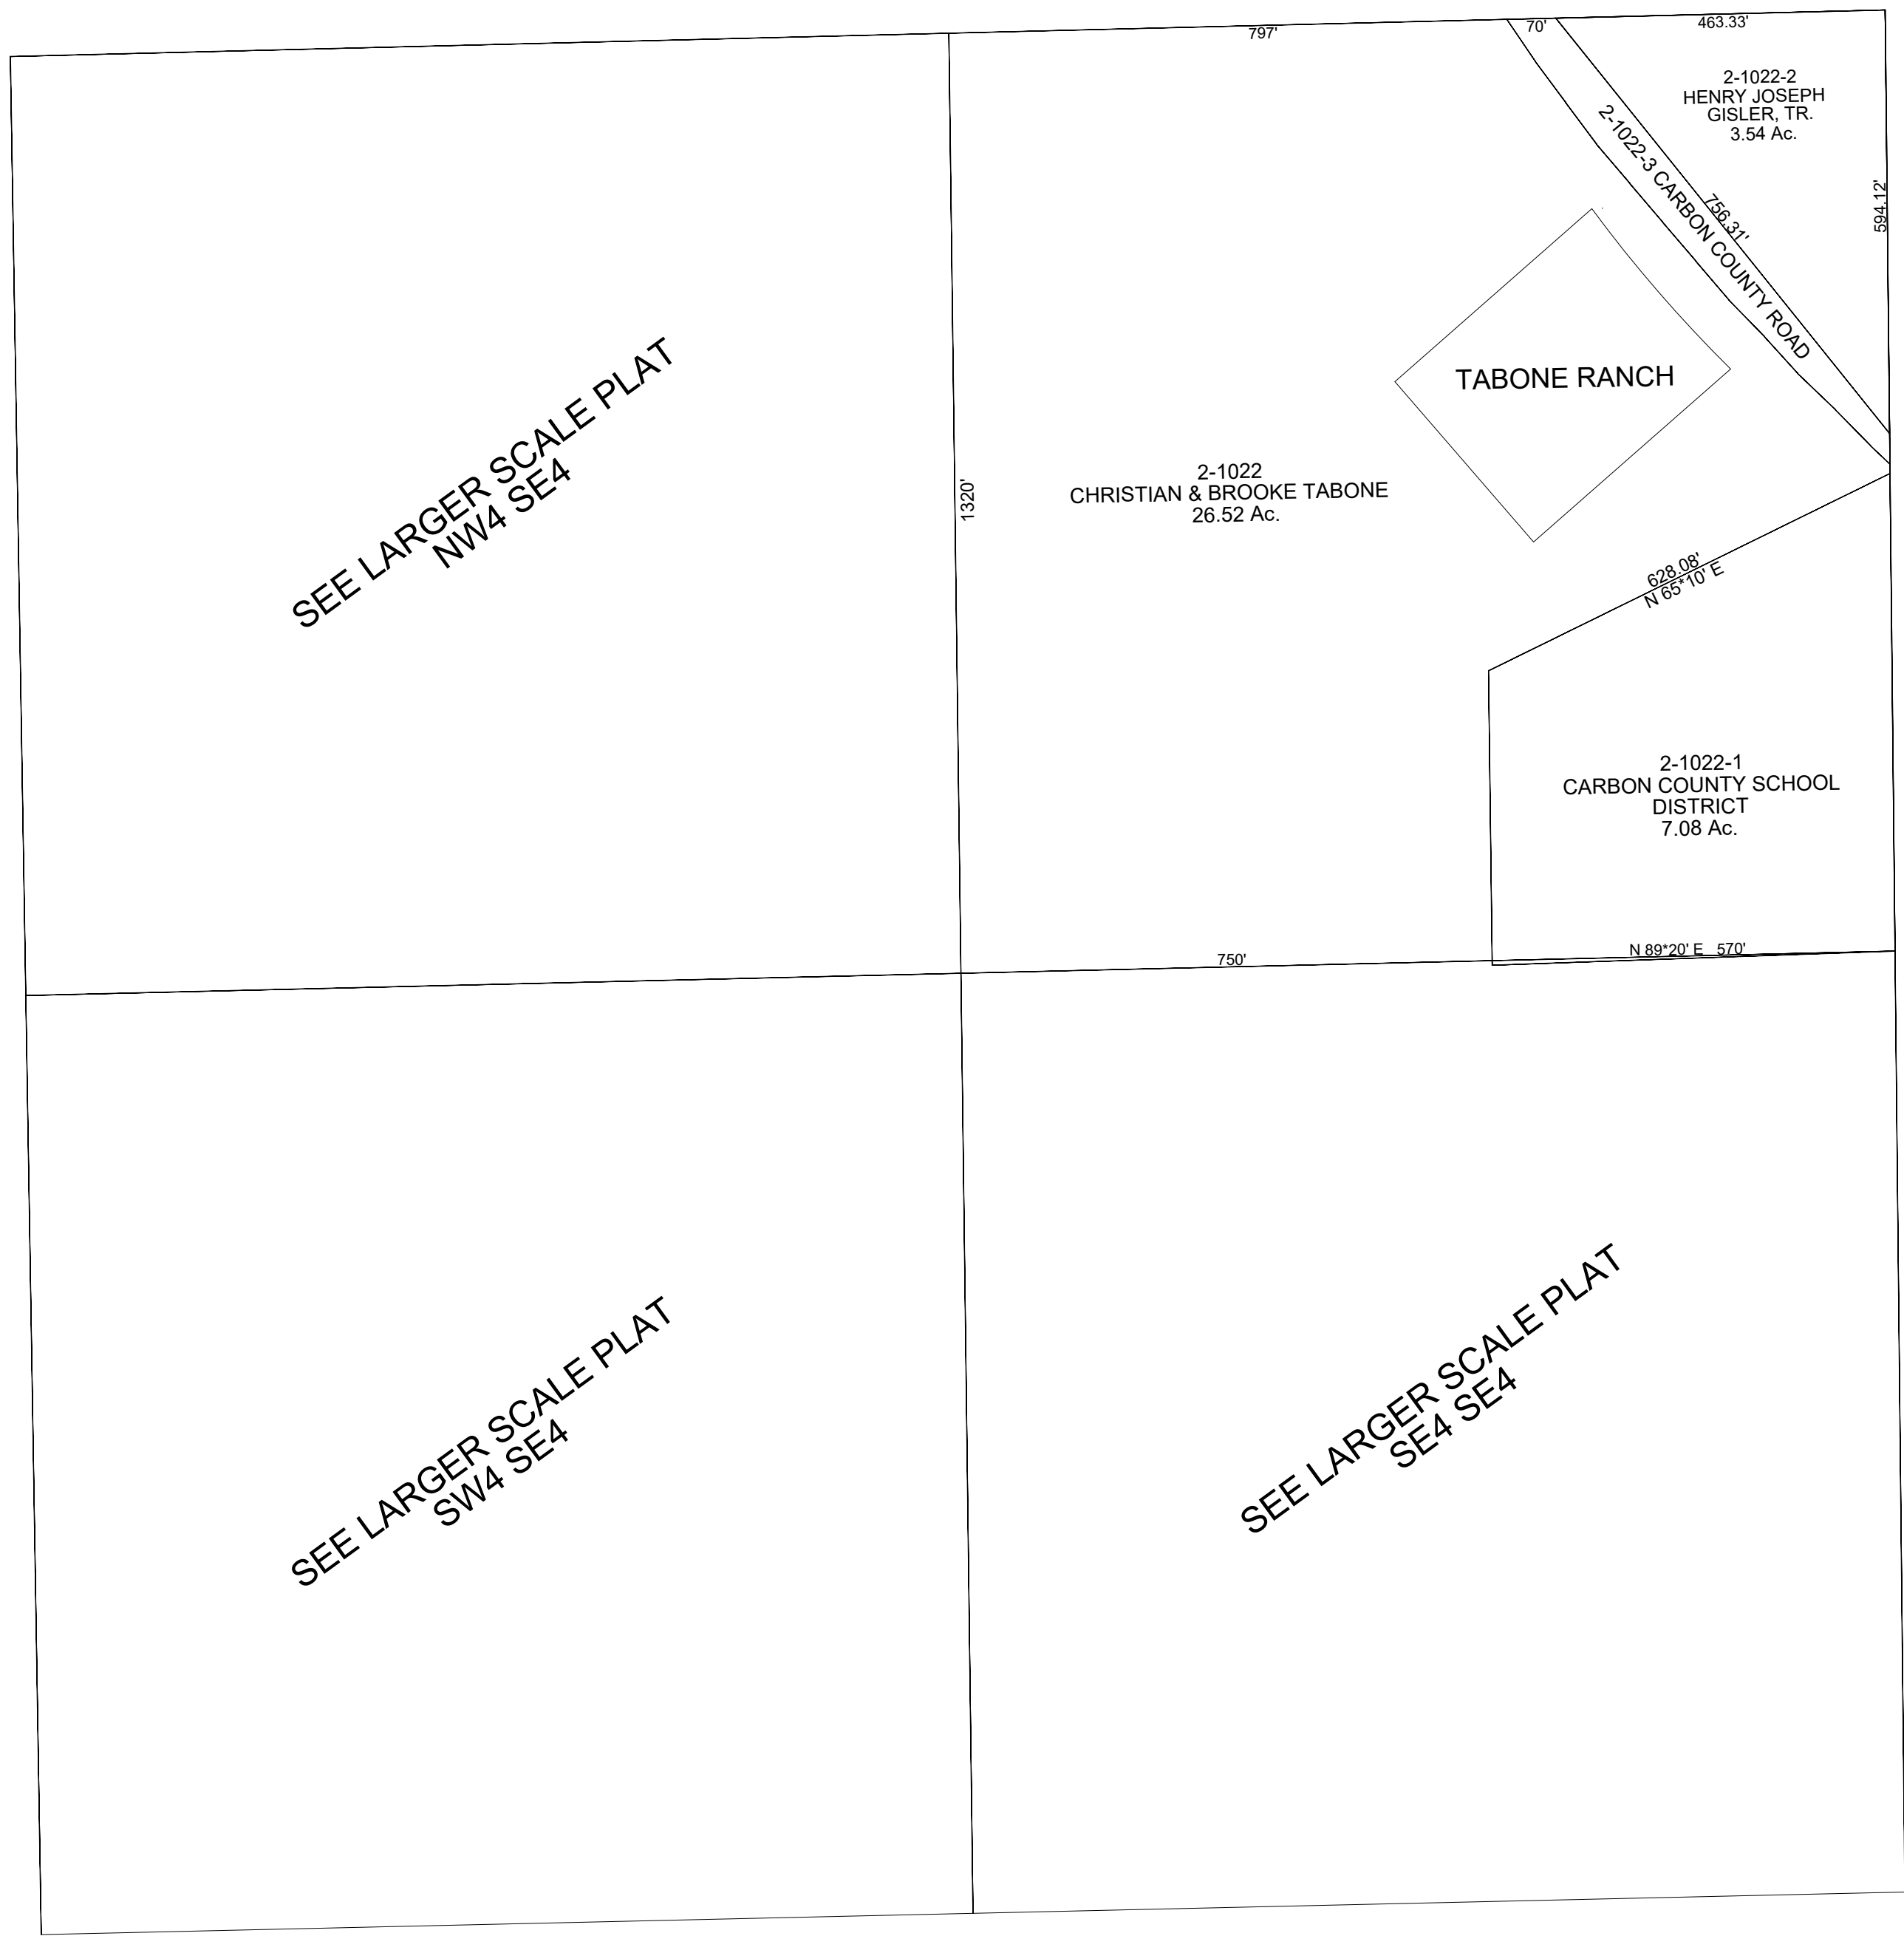 797'
70'
463.33'
2-1022-2
HENRY JOSEPH
GISLER, TR.
3.54 Ac.
2-1022-3 CARBON COUNTY ROAD
756.31'
594.12'
SEE LARGER SCALE PLAT
NW4 SE4
TABONE RANCH
1320'
2-1022
CHRISTIAN & BROOKE TABONE
26.52 Ac.
628.08'
N 65*10' E
2-1022-1
CARBON COUNTY SCHOOL
DISTRICT
7.08 Ac.
750'
N 89*20' E 570'
SEE LARGER SCALE PLAT
SW4 SE4
SEE LARGER SCALE PLAT
SE4 SE4